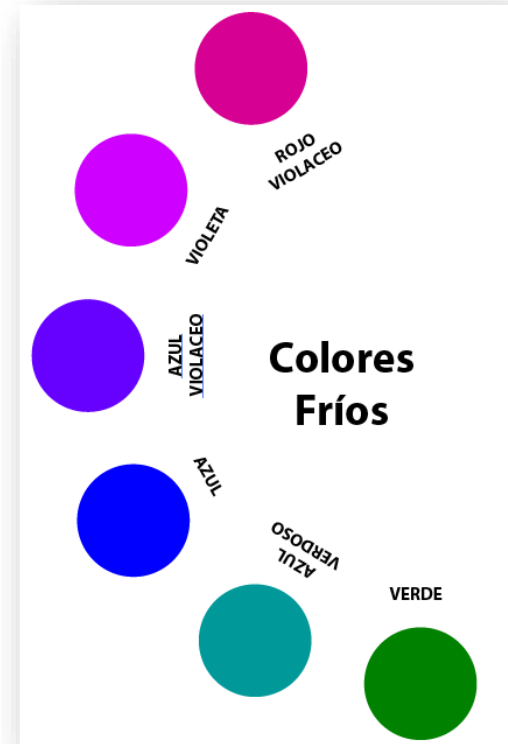 ROJO
VIOLACEO
VIOLETA
AZUL
VIOLACEO
Colores
Fríos
AZUL
AZUL
VERDOSO
VERDE